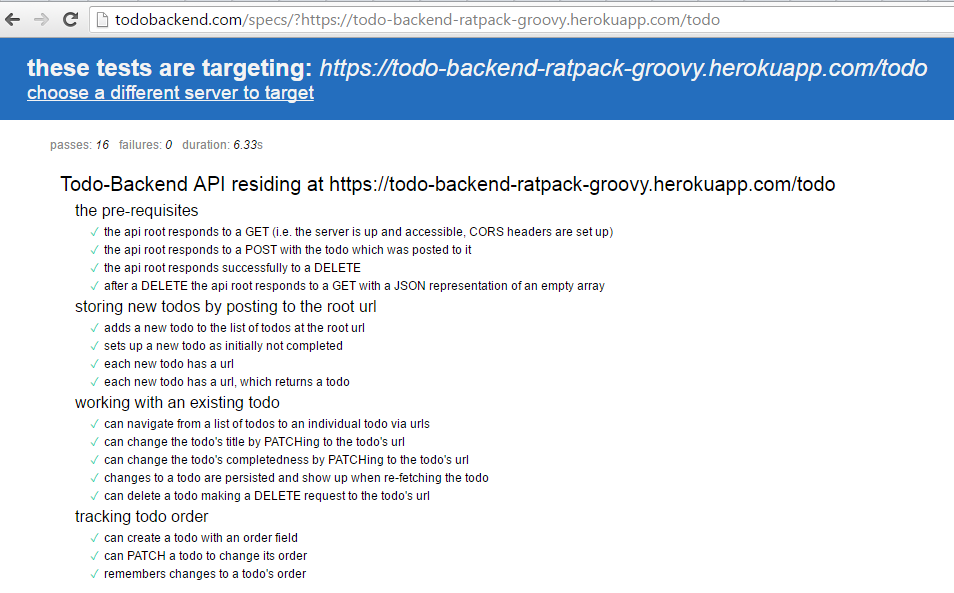 todobackend.com/specs/?https://todo-backend-ratpack-groovy.herokuapp.com/todo
these tests are targeting: https://todo-backend-ratpack-groovy.herokuapp.com/todo
choose a different server to target
passes: 16 failures: 0 duration: 6.33s
Todo-Backend API residing at https://todo-backend-ratpack-groovy.herokuapp.com/todo
the pre-requisites
✓ the api root responds to a GET (i.e. the server is up and accessible, CORS headers are set up)
✓ the api root responds to a POST with the todo which was posted to it
✓ the api root responds successfully to a DELETE
✓ after a DELETE the api root responds to a GET with a JSON representation of an empty array
storing new todos by posting to the root url
✓ adds a new todo to the list of todos at the root url
✓ sets up a new todo as initially not completed
✓ each new todo has a url
✓ each new todo has a url, which returns a todo
working with an existing todo
✓ can navigate from a list of todos to an individual todo via urls
✓ can change the todo's title by PATCHing to the todo's url
✓ can change the todo's completedness by PATCHing to the todo's url
✓ changes to a todo are persisted and show up when re-fetching the todo
✓ can delete a todo making a DELETE request to the todo's url
tracking todo order
✓ can create a todo with an order field
✓ can PATCH a todo to change its order
✓ remembers changes to a todo's order